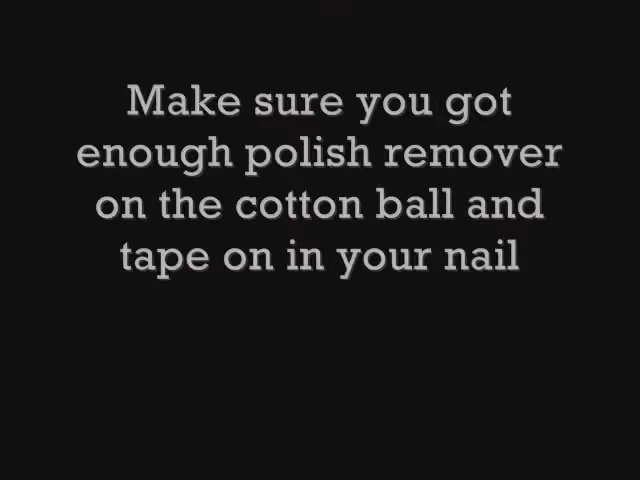 Make sure you got
enough polish remover
on the cotton ball and
tape on in your nail